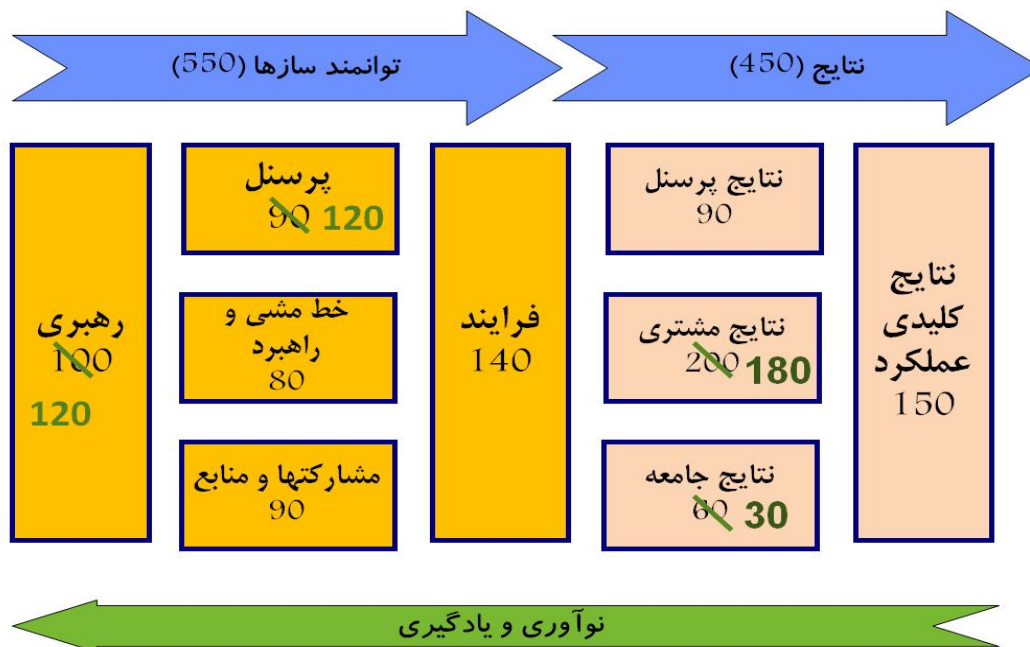 توانمند سازها (550)
نتایج (450)
رهبری
100
120
پرسنل
90 120
خط مشی و
راهبرد
80
مشارکتها و منابع
90
فرایند
140
نتایج پرسنل
90
نتایج مشتری
200 180
نتایج جامعه
60 30
نتایج
کلیدی
عملکرد
150
نوآوری و یادگیری